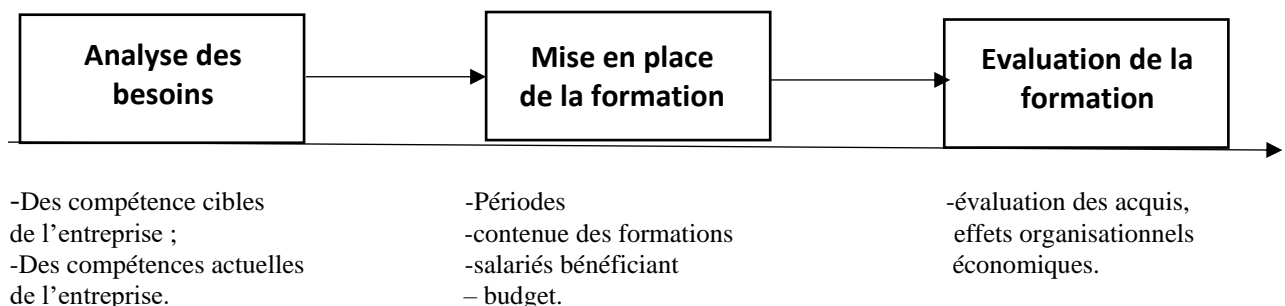 Analyse des
besoins
Mise en place
de la formation
Evaluation de la
formation
-Des compétence cibles
de l’entreprise ;
-Des compétences actuelles
de l’entreprise.
-Périodes
-contenue des formations
-salariés bénéficiant
– budget.
-évaluation des acquis,
effets organisationnels
économiques.